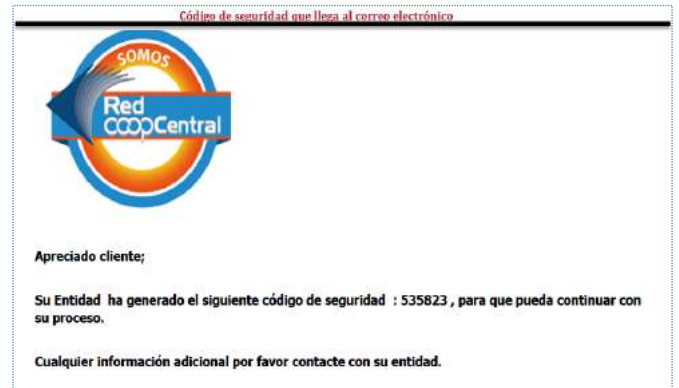 Código de seguridad que llega al correo electrónico
SOMOS
Red
COOPCentral
Apreciado cliente;
Su Entidad ha generado el siguiente código de seguridad : 535823 , para que pueda continuar con
su proceso.
Cualquier información adicional por favor contacte con su entidad.